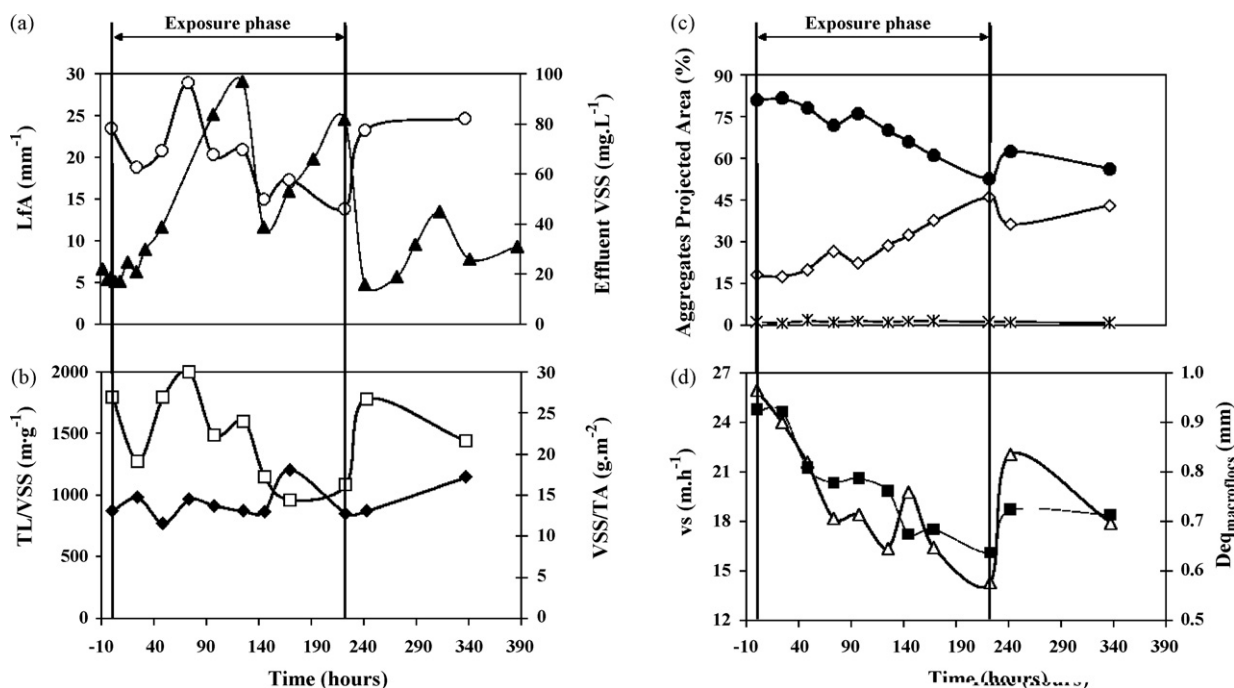 (a)
Exposure phase
30
25
20
15
10
5
0
LfA (mm⁻¹)
100
80
60
40
20
0
Effluent VSS (mg.L⁻¹)
(b)
2000
1500
1000
500
0
TL/VSS (m·g⁻¹)
30
25
20
15
10
5
0
VSS/TA (g.m⁻²)
-10 40 90 140 190 240 290 340 390
Time (hours)
(c)
Exposure phase
90
75
60
45
30
15
0
Aggregates Projected Area (%)
(d)
27
24
21
18
15
12
vs (m.h⁻¹)
1.0
0.9
0.8
0.7
0.6
0.5
Deq macroflocs (mm)
-10 40 90 140 190 240 290 340 390
Time (hours)